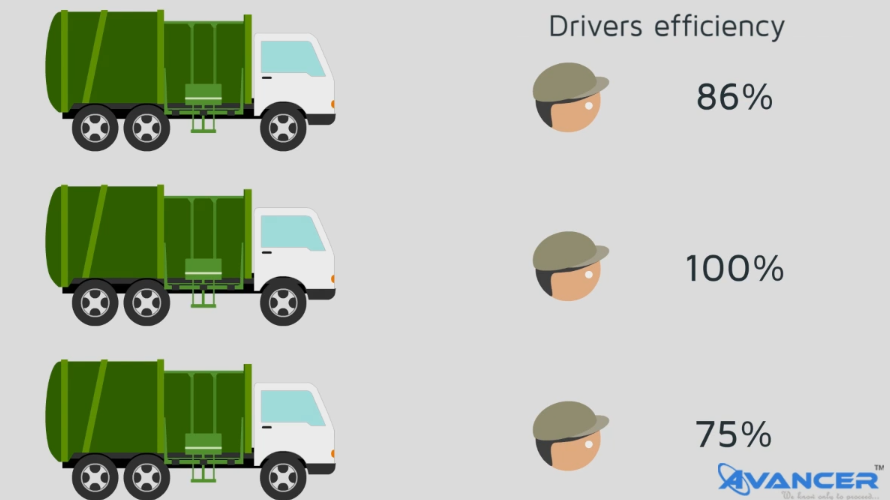 Drivers efficiency
86%
100%
75%
AVANCER™